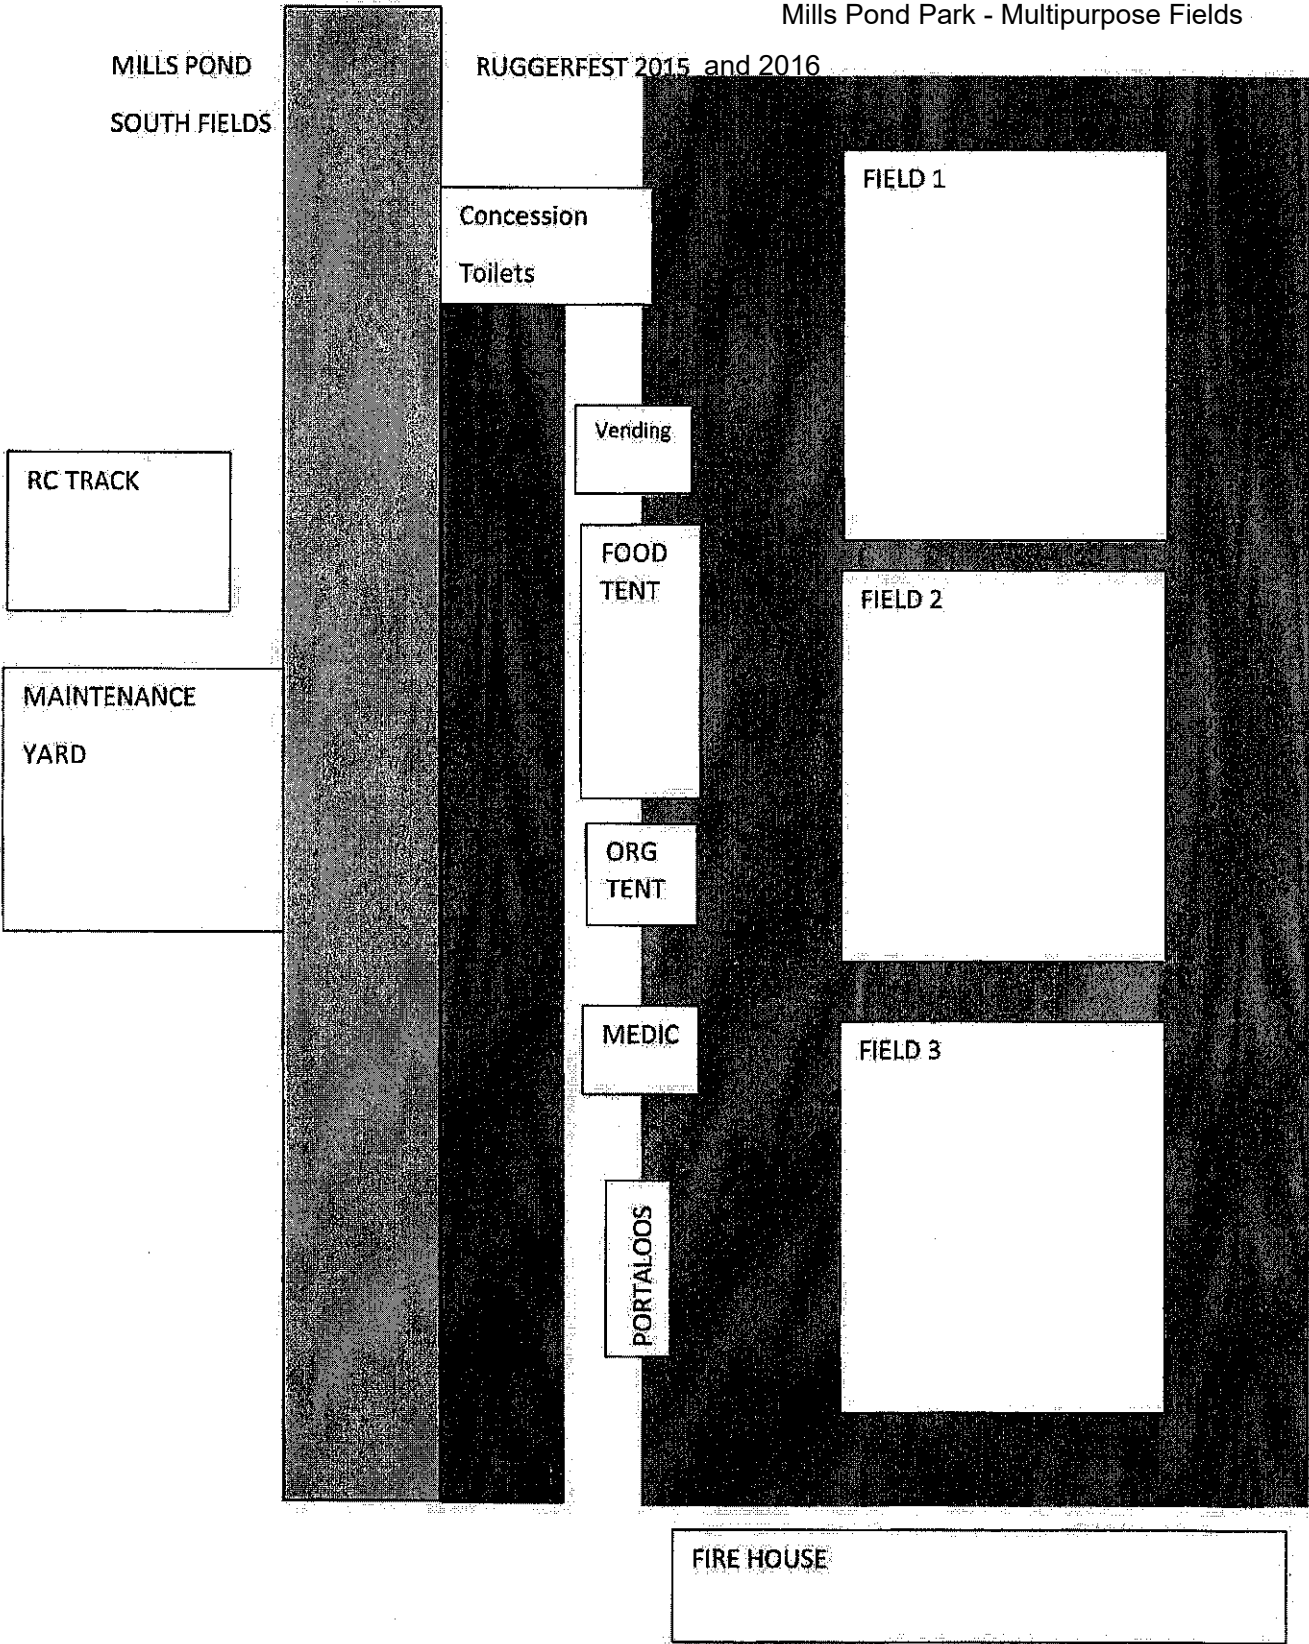 Mills Pond Park - Multipurpose Fields
MILLS POND
SOUTH FIELDS
RUGGERFEST 2015 and 2016
FIELD 1
Concession
Toilets
Vending
RC TRACK
FOOD
TENT
FIELD 2
MAINTENANCE
YARD
ORG
TENT
MEDIC
FIELD 3
PORTALOOS
FIRE HOUSE